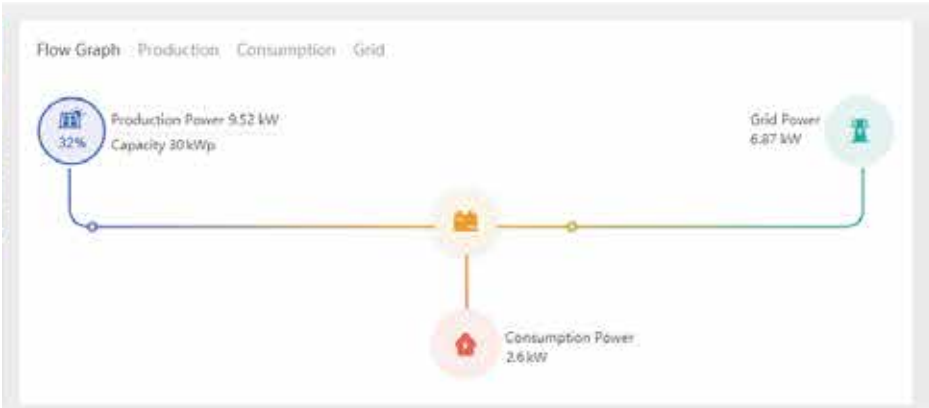 Flow Graph Production Consumption Grid
Production Power 9.52 kW
Capacity 30 kWp
32%
Grid Power
6.87 kW
Consumption Power
2.6 kW